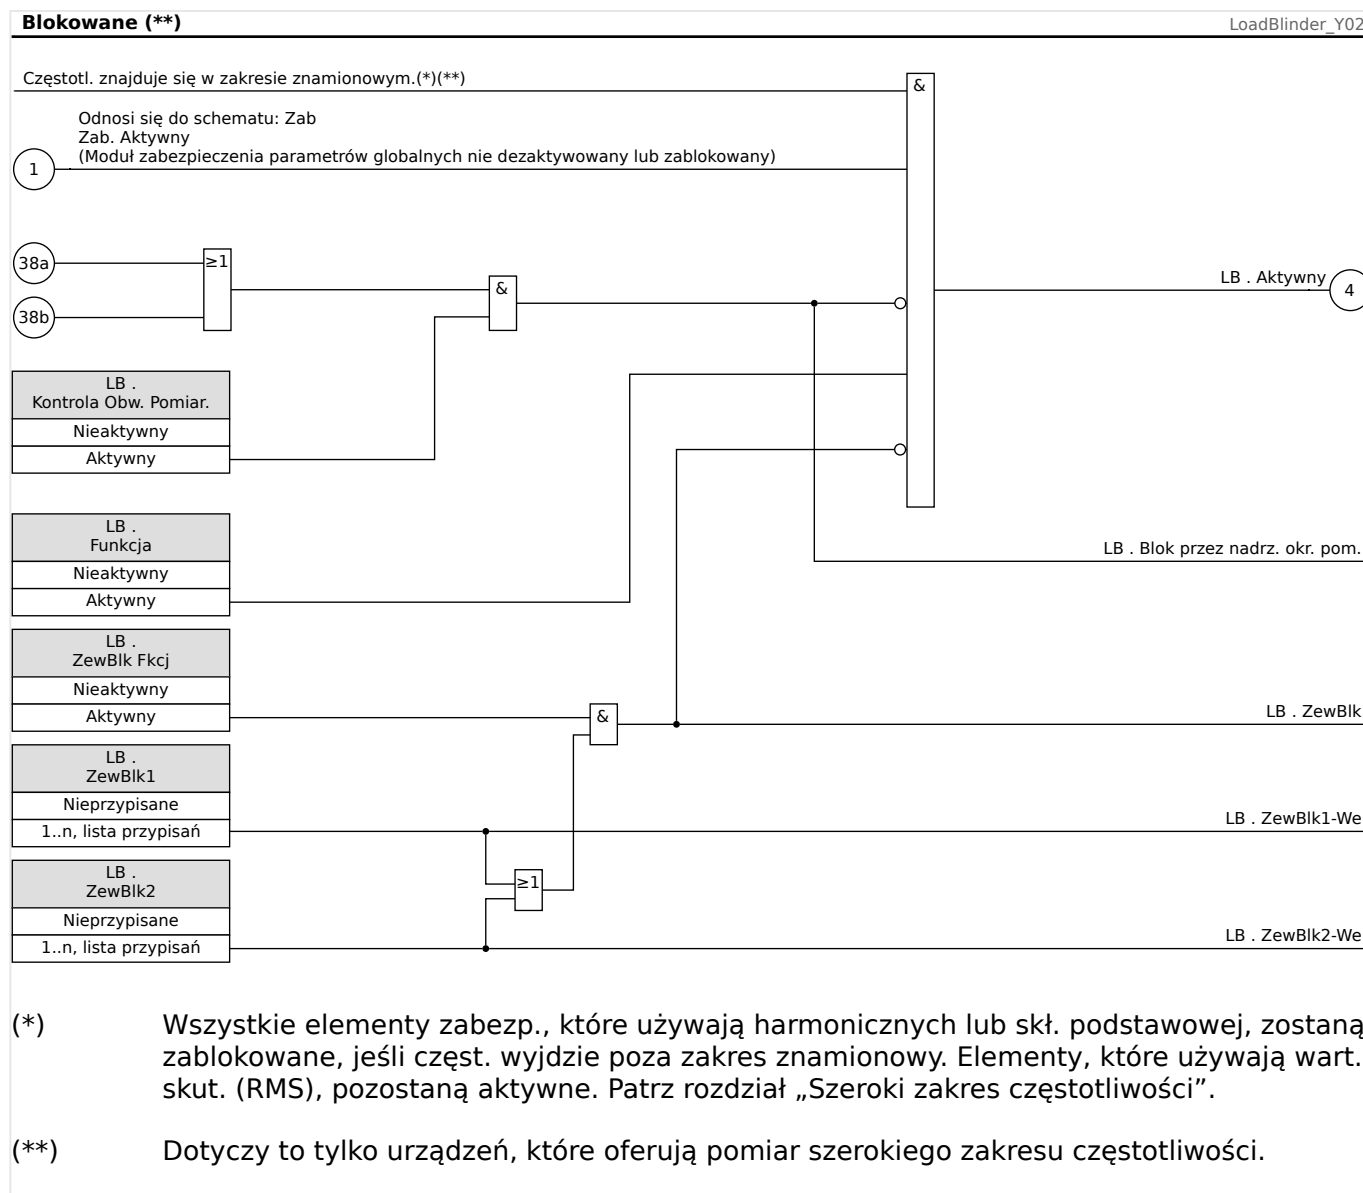 Blokowane (**)
LoadBlinder_Y02
Częstotl. znajduje się w zakresie znamionowym.(*)(**)
&
Odnosi się do schematu: Zab
Zab. Aktywny
(Moduł zabezpieczenia parametrów globalnych nie dezaktywowany lub zablokowany)
1
38a
≥1
&
LB . Aktywny
4
38b
LB .
Kontrola Obw. Pomiar.
Nieaktywny
Aktywny
LB .
Funkcja
Nieaktywny
Aktywny
LB . Blok przez nadrz. okr. pom.
LB .
ZewBlk Fkcj
Nieaktywny
Aktywny
&
LB . ZewBlk
LB .
ZewBlk1
Nieprzypisane
1..n, lista przypisań
LB . ZewBlk1-We
≥1
LB .
ZewBlk2
Nieprzypisane
1..n, lista przypisań
LB . ZewBlk2-We
(*) Wszystkie elementy zabezp., które używają harmonicznych lub skł. podstawowej, zostaną
zablokowane, jeśli częst. wyjdzie poza zakres znamionowy. Elementy, które używają wart.
skut. (RMS), pozostaną aktywne. Patrz rozdział „Szeroki zakres częstotliwości”.
(**) Dotyczy to tylko urządzeń, które oferują pomiar szerokiego zakresu częstotliwości.